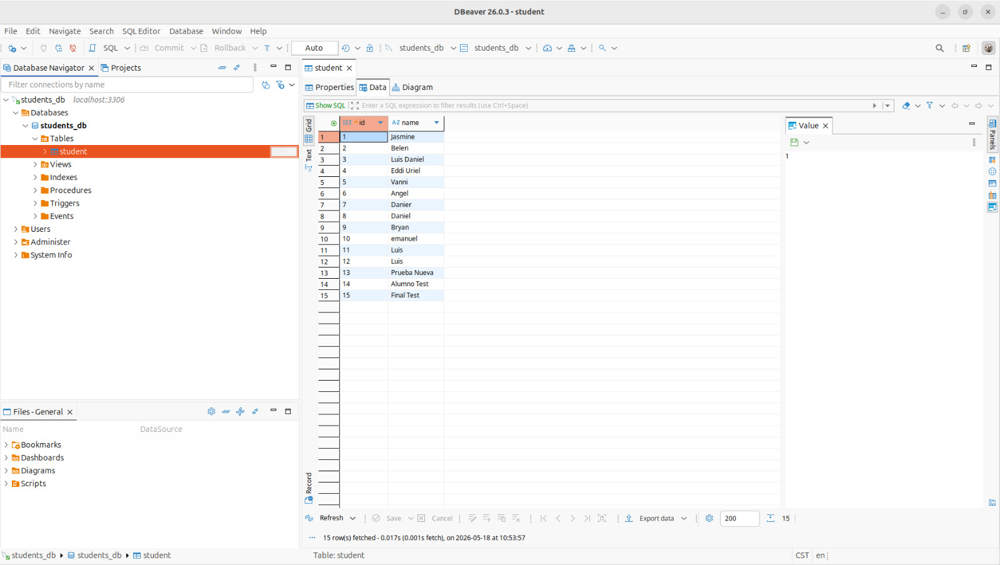 DBeaver 26.0.3 - student
File Edit Navigate Search SQL Editor Database Window Help
SQL Commit Rollback Auto students_db students_db
Database Navigator Projects
Filter connections by name
students_db localhost:3306
Databases
students_db
Tables
student
Views
Indexes
Procedures
Triggers
Events
Users
Administer
System Info
Files - General
Name DataSource
Bookmarks
Dashboards
Diagrams
Scripts
student
Properties Data Diagram
Show SQL Enter a SQL expression to filter results (use Ctrl+Space)
Grid
Text
Record
123 id A-Z name
1 1 Jasmine
2 2 Belen
3 3 Luis Daniel
4 4 Eddi Uriel
5 5 Vanni
6 6 Angel
7 7 Danier
8 8 Daniel
9 9 Bryan
10 10 emanuel
11 11 Luis
12 12 Luis
13 13 Prueba Nueva
14 14 Alumno Test
15 15 Final Test
Value
1
Panels
Refresh Save Cancel Export data 200 15
15 row(s) fetched - 0.017s (0.001s fetch), on 2026-05-18 at 10:53:57
students_db students_db student Table: student CST en